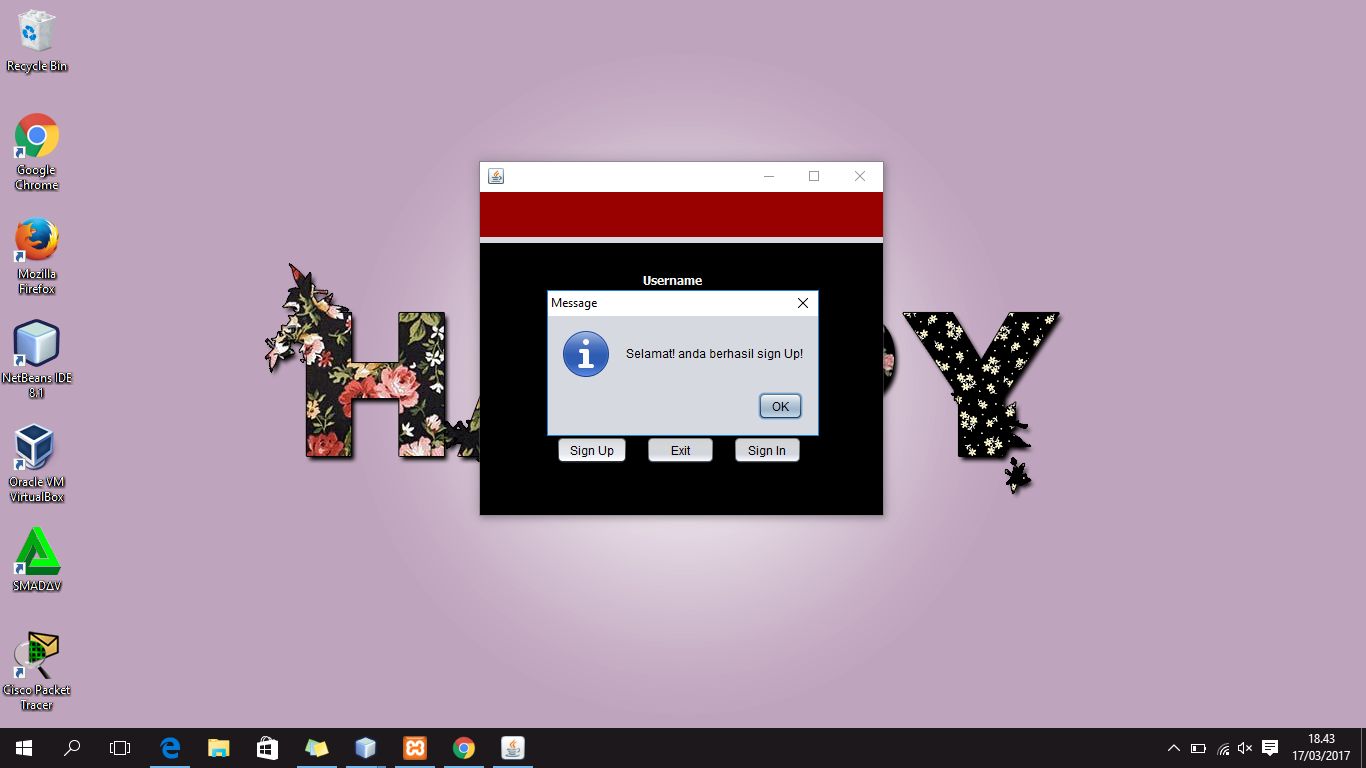 Recycle Bin
Google
Chrome
Mozilla
Firefox
NetBeans IDE
8.1
Oracle VM
VirtualBox
SMADΔV
Cisco Packet
Tracer
H
Y
Username
Message
Selamat! anda berhasil sign Up!
OK
Sign Up
Exit
Sign In
18.43
17/03/2017